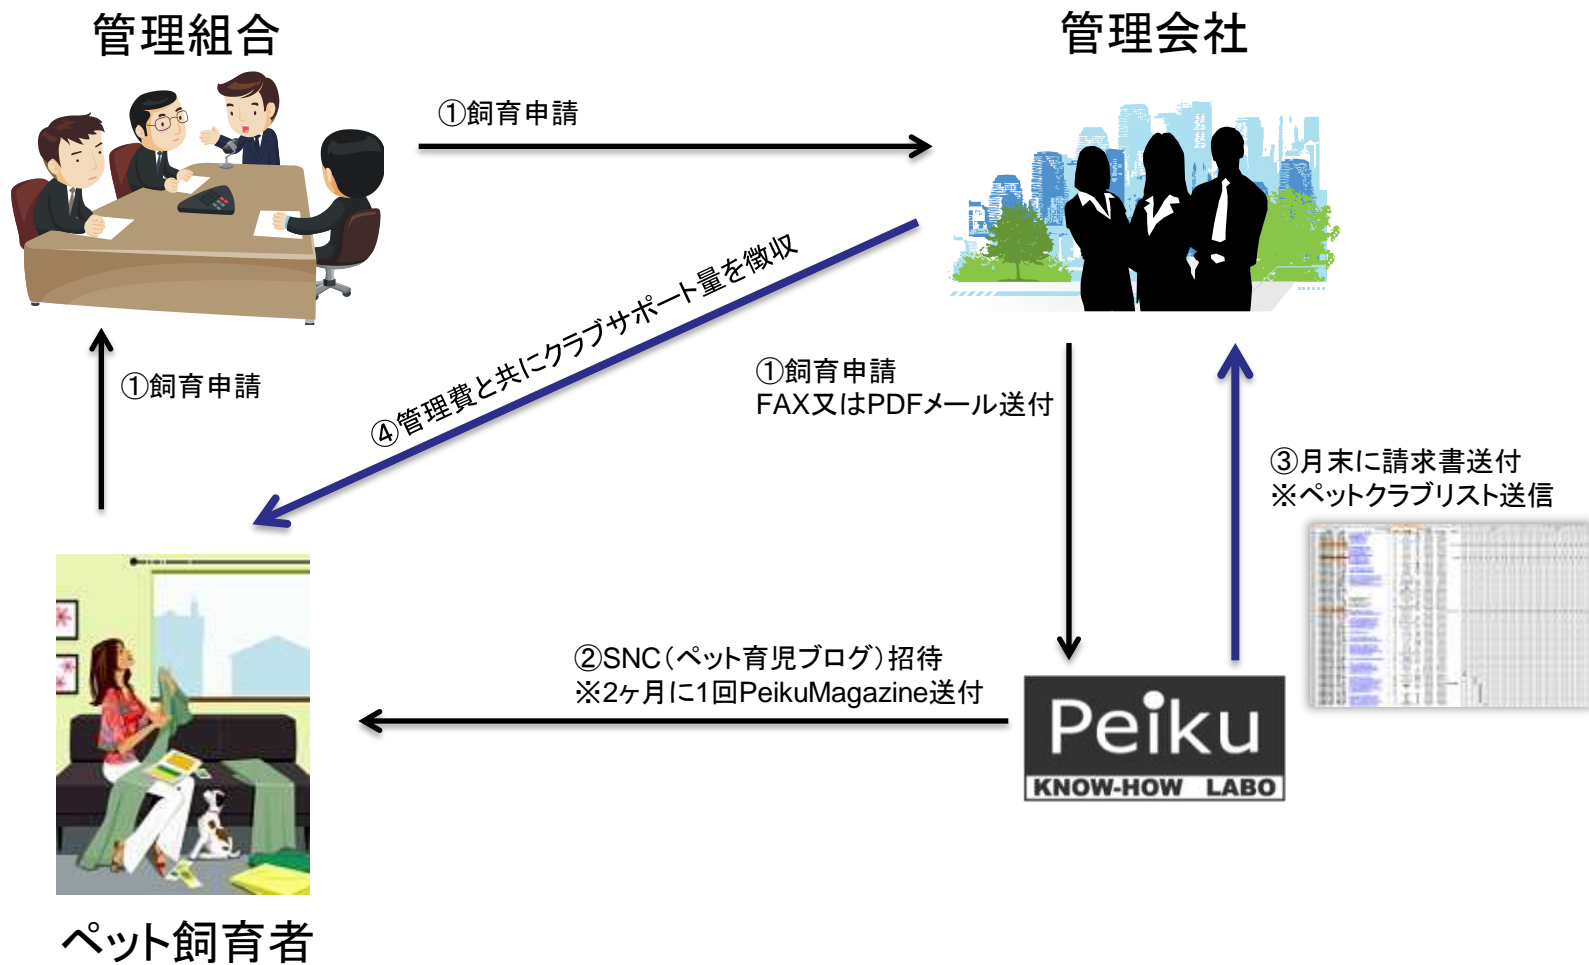 管理組合
管理会社
①飼育申請
④管理費と共にクラブサポート量を徴収
①飼育申請
①飼育申請
FAX又はPDFメール送付
③月末に請求書送付
※ペットクラブリスト送信
②SNC(ペット育児ブログ)招待
※2ヶ月に1回PeikuMagazine送付
Peiku
KNOW-HOW LABO
ペット飼育者